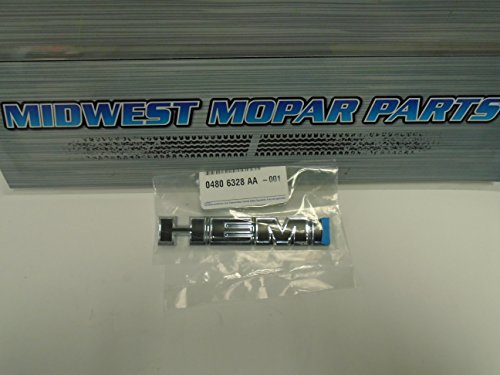 MIDWEST MOPAR PARTS
0480 6328 AA -001
HEMI